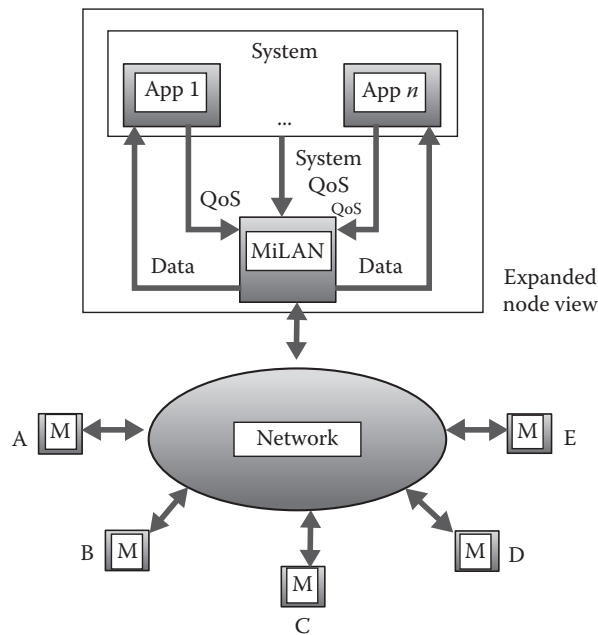 System
App 1
App n
...
System
QoS
QoS
QoS
MiLAN
Data
Data
Expanded
node view
Network
A
M
M
E
B
M
M
D
M
C